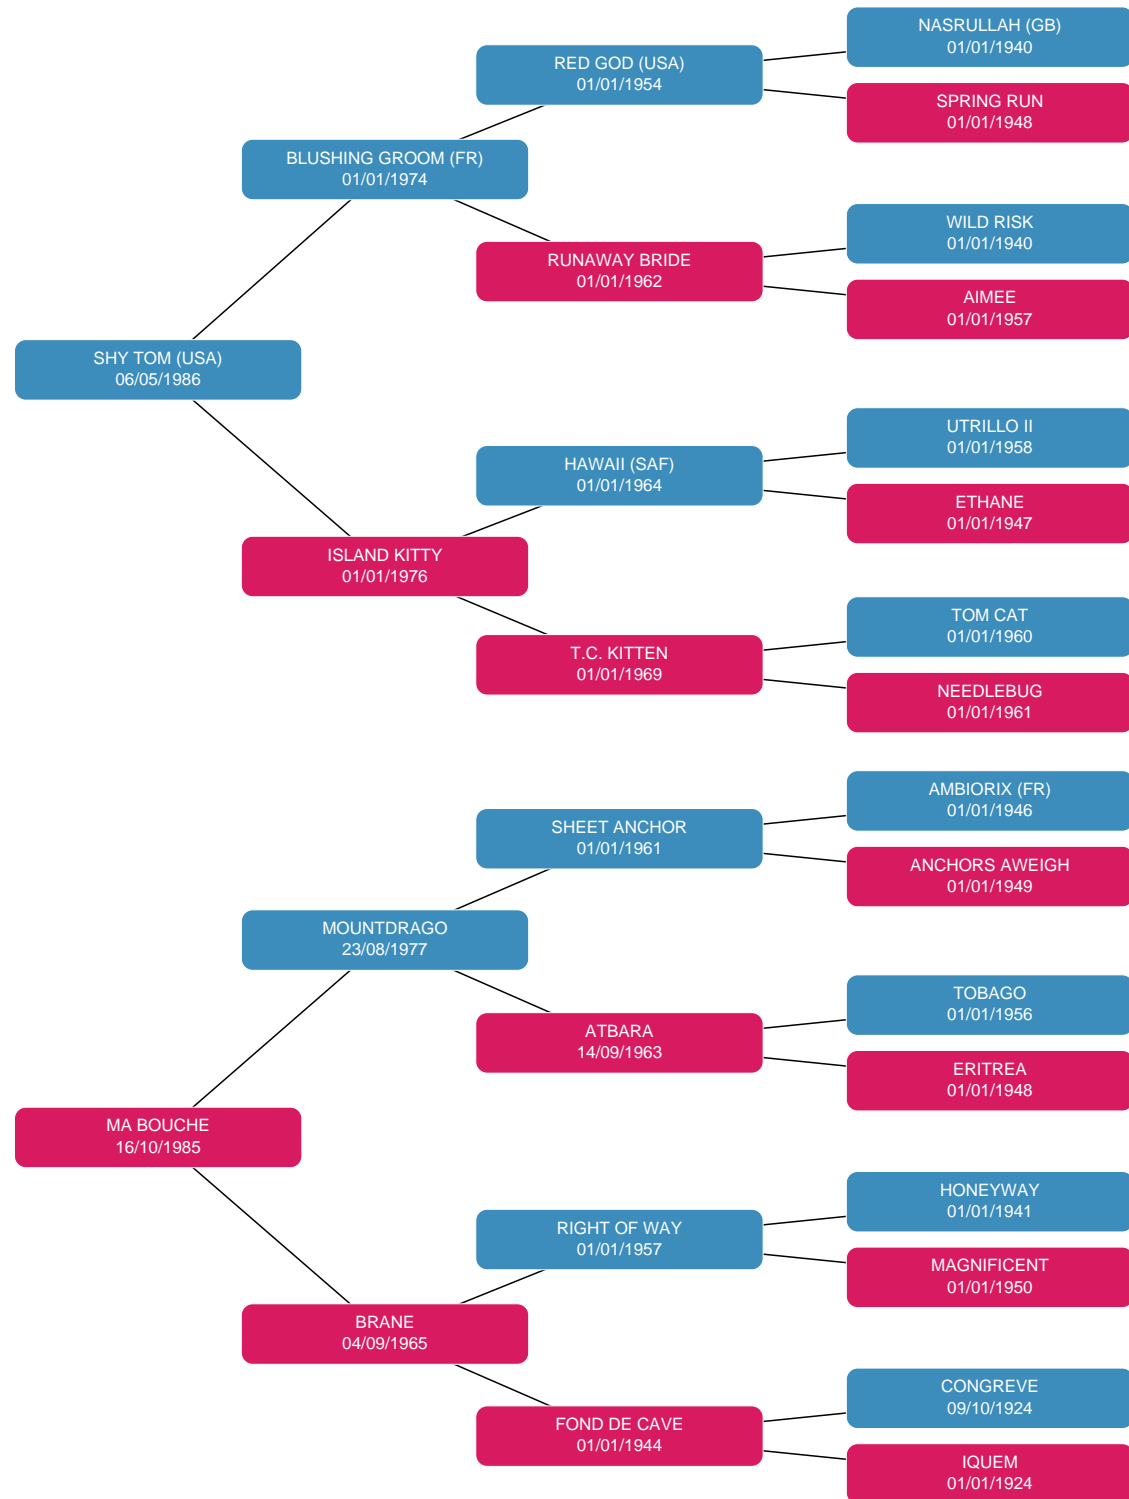 NASRULLAH (GB)
01/01/1940
RED GOD (USA)
01/01/1954
SPRING RUN
01/01/1948
BLUSHING GROOM (FR)
01/01/1974
WILD RISK
01/01/1940
RUNAWAY BRIDE
01/01/1962
AIMEE
01/01/1957
SHY TOM (USA)
06/05/1986
UTRILLO II
01/01/1958
HAWAII (SAF)
01/01/1964
ETHANE
01/01/1947
ISLAND KITTY
01/01/1976
TOM CAT
01/01/1960
T.C. KITTEN
01/01/1969
NEEDLEBUG
01/01/1961
AMBIORIX (FR)
01/01/1946
SHEET ANCHOR
01/01/1961
ANCHORS AWEIGH
01/01/1949
MOUNTDRAGO
23/08/1977
TOBAGO
01/01/1956
ATBARA
14/09/1963
ERITREA
01/01/1948
MA BOUCHE
16/10/1985
HONEYWAY
01/01/1941
RIGHT OF WAY
01/01/1957
MAGNIFICENT
01/01/1950
BRANE
04/09/1965
CONGREVE
09/10/1924
FOND DE CAVE
01/01/1944
IQUEM
01/01/1924